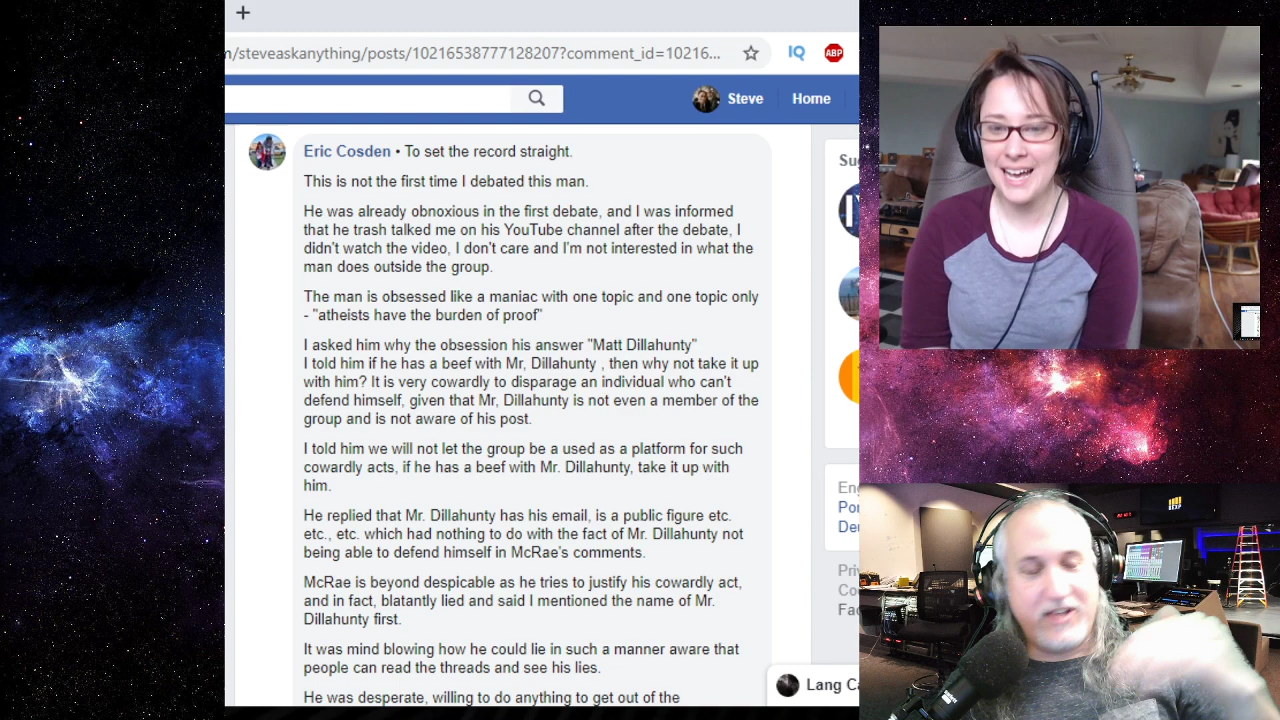 +
/steveaskanything/posts/10216538777128207?comment_id=10216...
IQ
ABP
Steve
Home
Eric Cosden • To set the record straight.
This is not the first time I debated this man.
He was already obnoxious in the first debate, and I was informed
that he trash talked me on his YouTube channel after the debate, I
didn't watch the video, I don't care and I'm not interested in what the
man does outside the group.
The man is obsessed like a maniac with one topic and one topic only
- "atheists have the burden of proof"
I asked him why the obsession his answer "Matt Dillahunty"
I told him if he has a beef with Mr, Dillahunty , then why not take it up
with him? It is very cowardly to disparage an individual who can't
defend himself, given that Mr, Dillahunty is not even a member of the
group and is not aware of his post.
I told him we will not let the group be a used as a platform for such
cowardly acts, if he has a beef with Mr. Dillahunty, take it up with
him.
He replied that Mr. Dillahunty has his email, is a public figure etc.
etc., etc. which had nothing to do with the fact of Mr. Dillahunty not
being able to defend himself in McRae's comments.
McRae is beyond despicable as he tries to justify his cowardly act,
and in fact, blatantly lied and said I mentioned the name of Mr.
Dillahunty first.
It was mind blowing how he could lie in such a manner aware that
people can read the threads and see his lies.
He was desperate, willing to do anything to get out of the
Su
Eng
Por
Deu
Priv
Coo
Fac
Lang Ca